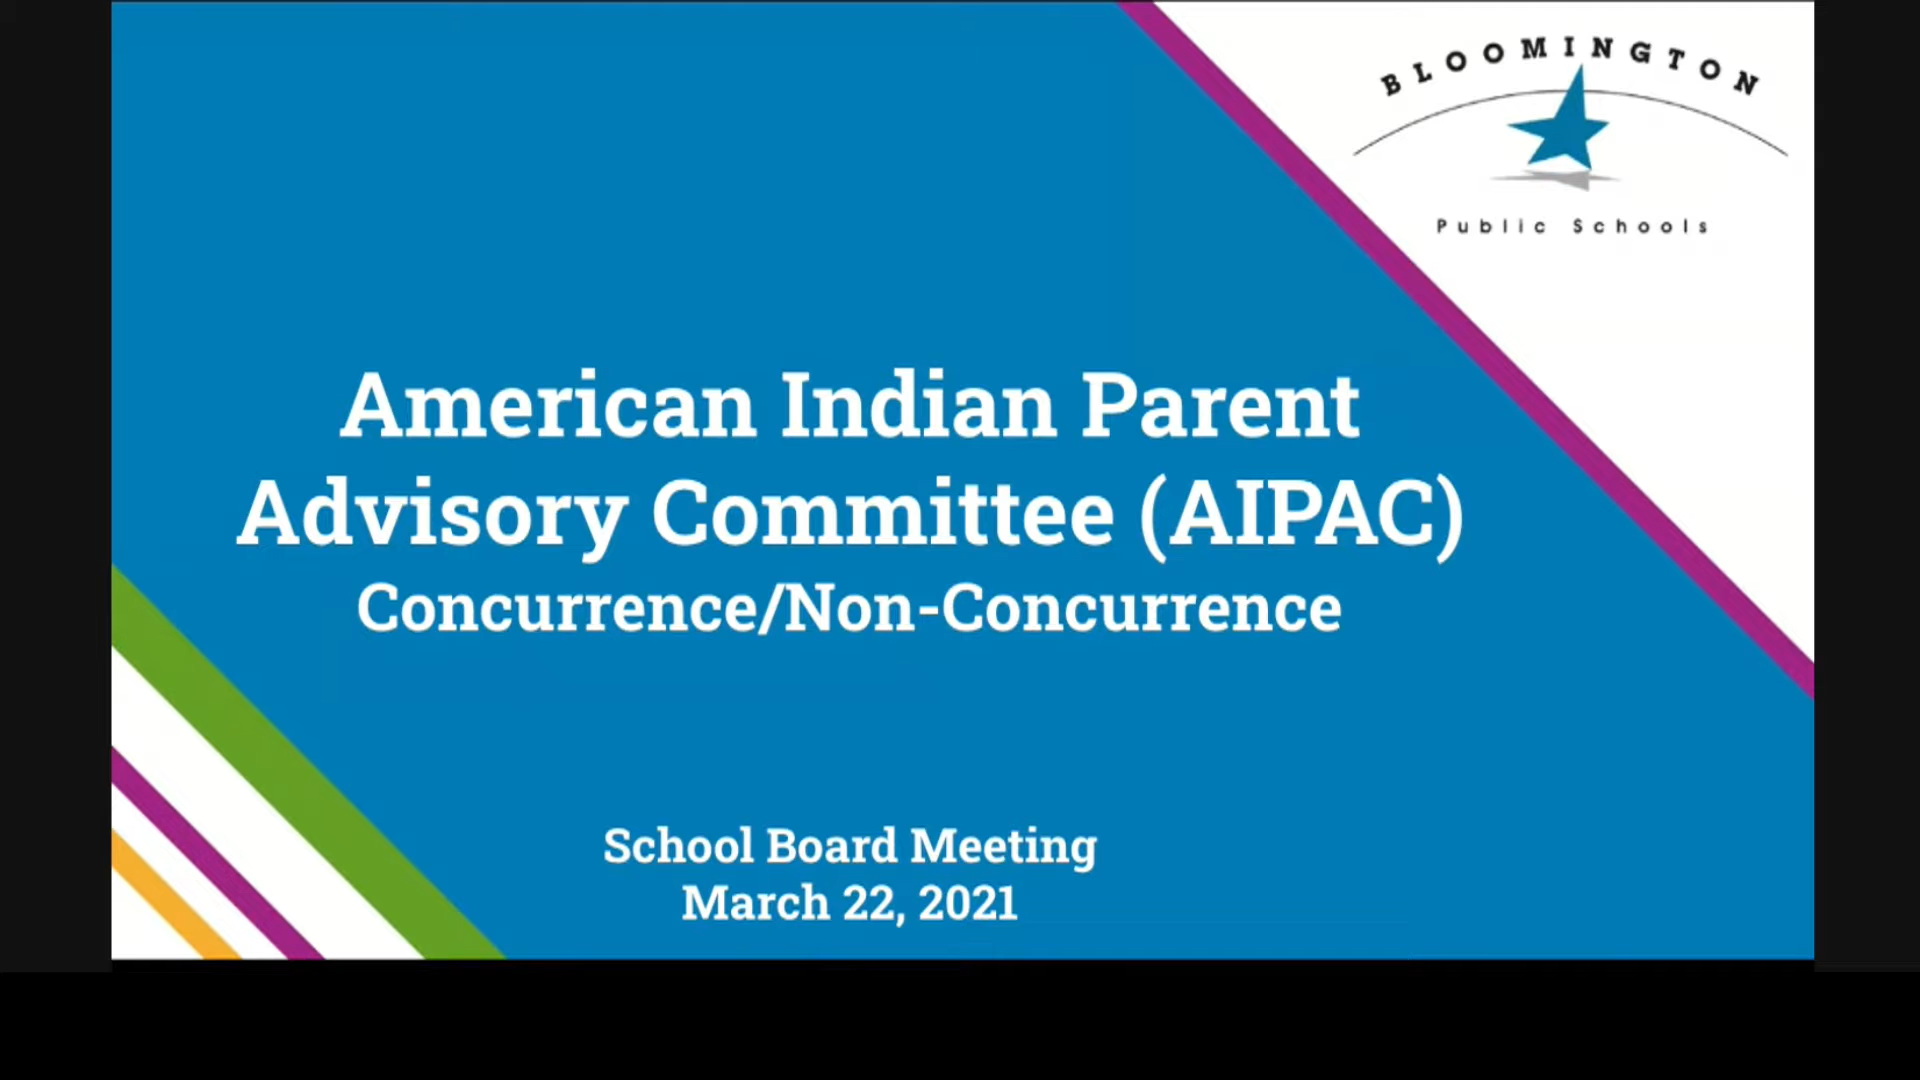 BLOOMINGTON
Public Schools
American Indian Parent
Advisory Committee (AIPAC)
Concurrence/Non-Concurrence
School Board Meeting
March 22, 2021